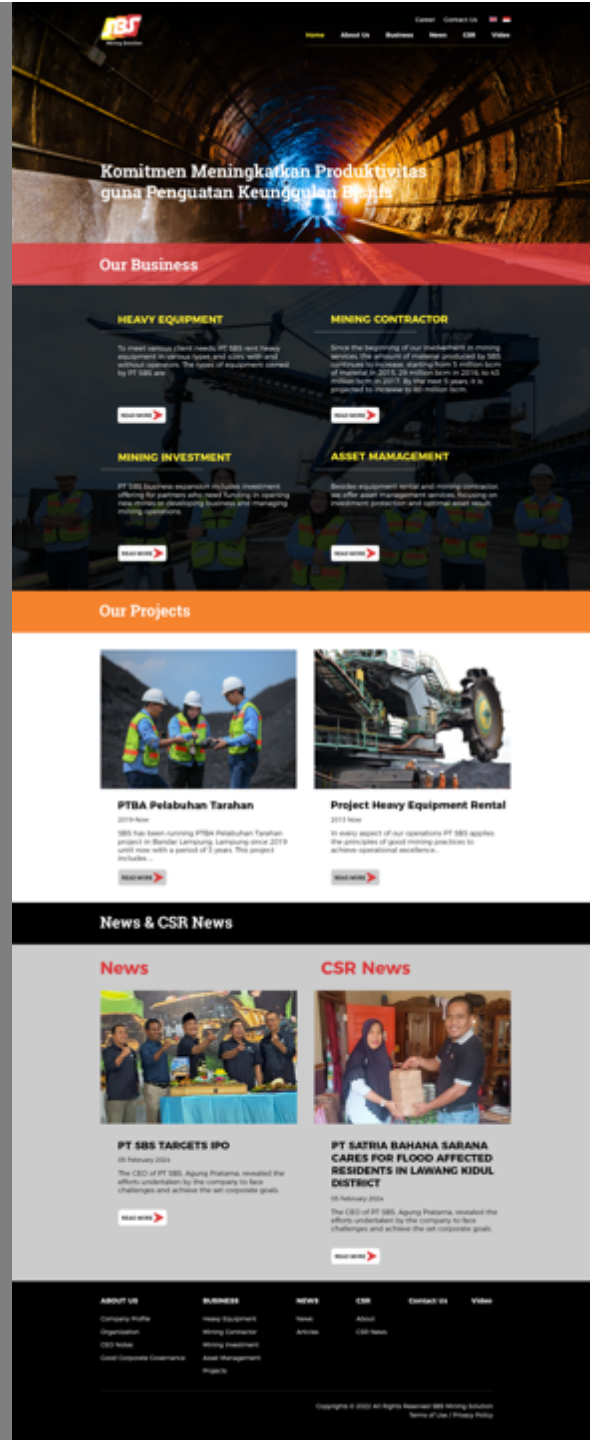 SBS
Mining Solution
Career Contact Us
Home About Us Business News CSR Video
Komitmen Meningkatkan Produktivitas
guna Penguatan Keunggulan Bisnis
Our Business
HEAVY EQUIPMENT
To meet various client needs PT SBS rent heavy
equipment in various types and sizes with and
without operators. The types of equipment owned
by PT SBS are:
READ MORE
MINING CONTRACTOR
Since the beginning of our involvement in mining
services, the amount of material produced by SBS
continues to increase, starting from 5 million bcm
of material in 2015, 29 million bcm in 2016, to 43
million bcm in 2017. By the next 5 years, it is
projected to increase to 80 million bcm.
READ MORE
MINING INVESTMENT
PT SBS business expansion includes investment
offering for partners who need funding in opening
new mines or developing business and managing
mining operations.
READ MORE
ASSET MAMAGEMENT
Besides equipment rental and mining contractor,
we offer asset management services, focusing on
investment protection and optimal asset result.
READ MORE
Our Projects
PTBA Pelabuhan Tarahan
2019-Now
SBS has been running PTBA Pelabuhan Tarahan
project in Bandar Lampung, Lampung since 2019
until now with a period of 3 years. This project
includes ...
READ MORE
Project Heavy Equipment Rental
2013-Now
In every aspect of our operations PT SBS applies
the principles of good mining practices to
achieve operational excellence...
READ MORE
News & CSR News
News
PT SBS TARGETS IPO
05 February 2024
The CEO of PT SBS, Agung Pratama, revealed the
efforts undertaken by the company to face
challenges and achieve the set corporate goals.
READ MORE
CSR News
PT SATRIA BAHANA SARANA
CARES FOR FLOOD AFFECTED
RESIDENTS IN LAWANG KIDUL
DISTRICT
05 February 2024
The CEO of PT SBS, Agung Pratama, revealed the
efforts undertaken by the company to face
challenges and achieve the set corporate goals.
READ MORE
ABOUT US
Company Profile
Organization
CEO Notes
Good Corporate Governance
BUSINESS
Heavy Equipment
Mining Contractor
Mining Investment
Asset Management
Projects
NEWS
News
Articles
CSR
About
CSR News
Contact Us
Video
Copyrights © 2022 All Rights Reserved SBS Mining Solution
Terms of Use / Privacy Policy